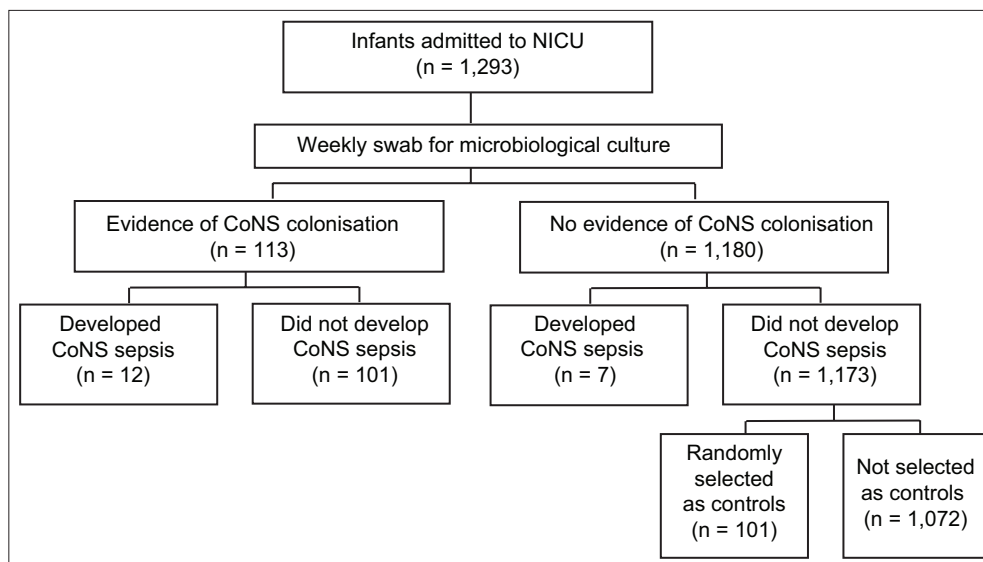 Infants admitted to NICU
(n = 1,293)
Weekly swab for microbiological culture
Evidence of CoNS colonisation
(n = 113)
No evidence of CoNS colonisation
(n = 1,180)
Developed
CoNS sepsis
(n = 12)
Did not develop
CoNS sepsis
(n = 101)
Developed
CoNS sepsis
(n = 7)
Did not develop
CoNS sepsis
(n = 1,173)
Randomly
selected
as controls
(n = 101)
Not selected
as controls
(n = 1,072)